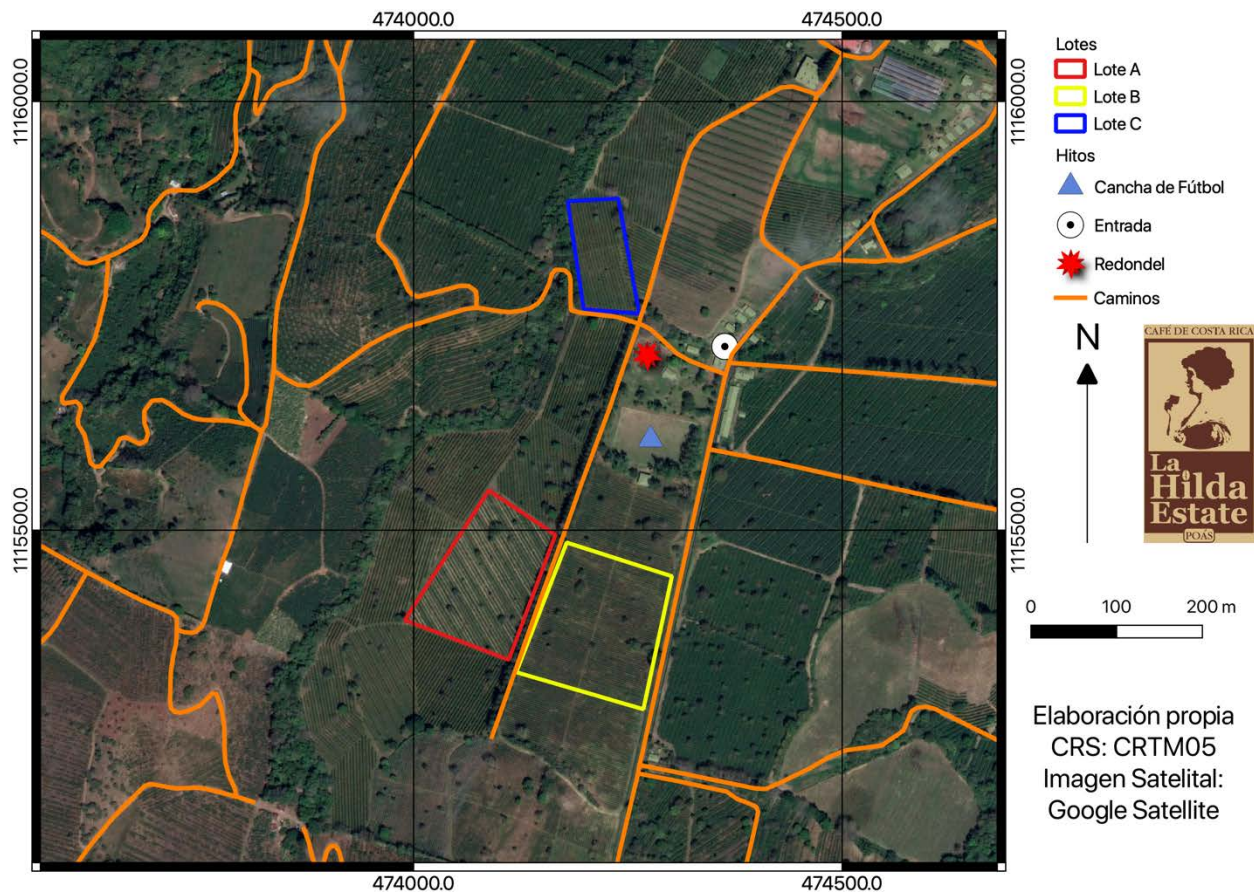 474000.0
474500.0
1116000.0
1116000.0
1115500.0
1115500.0
474000.0
474500.0
Lotes
Lote A
Lote B
Lote C
Hitos
Cancha de Fútbol
Entrada
Redondel
Caminos
N
CAFÉ DE COSTA RICA
La
Hilda
Estate
POÁS
0 100 200 m
Elaboración propia
CRS: CRTM05
Imagen Satelital:
Google Satellite